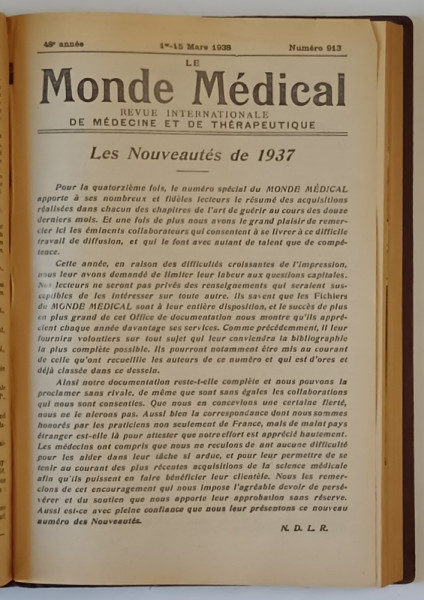 48e année 1er-15 Mars 1938 Numéro 913
LE
Monde Médical
REVUE INTERNATIONALE
DE MÉDECINE ET DE THÉRAPEUTIQUE
Les Nouveautés de 1937
Pour la quatorzième fois, le numéro spécial du MONDE MÉDICAL
apporte à ses nombreux et fidèles lecteurs le résumé des acquisitions
réalisées dans chacun des chapitres de l'art de guérir au cours des douze
derniers mois. Et une fois de plus nous avons le grand plaisir de remer-
cier ici les éminents collaborateurs qui consentent à se livrer à ce difficile
travail de diffusion, et qui le font avec autant de talent que de compé-
tence.
Cette année, en raison des difficultés croissantes de l'impression,
nous leur avons demandé de limiter leur labeur aux questions capitales.
Nos lecteurs ne seront pas privés des renseignements qui seraient sus-
ceptibles de les intéresser sur toute autre. Ils savent que les Fichiers
du MONDE MÉDICAL sont à leur entière disposition, et le succès de plus
en plus grand de cet Office de documentation nous montre qu'ils appré-
cient chaque année davantage ses services. Comme précédemment, il leur
fournira volontiers sur tout sujet qui leur conviendra la bibliographie
la plus complète possible. Ils pourront notamment être mis au courant
de celle qu'ont recueillie les auteurs de ce numéro et qui est d'ores et
déjà classée dans ce dessein.
Ainsi notre documentation reste-t-elle complète et nous pouvons la
proclamer sans rivale, de même que sont sans égales les collaborations
qui nous sont consenties. Que nous en concevions une certaine fierté,
nous ne le nierons pas. Aussi bien la correspondance dont nous sommes
honorés par les praticiens non seulement de France, mais de maint pays
étranger est-elle là pour attester que notre effort est apprécié hautement.
Les médecins ont compris que nous ne reculons devant aucune difficulté
pour les aider dans leur tâche si ardue, et pour leur permettre de se
tenir au courant des plus récentes acquisitions de la science médicale
afin qu'ils puissent en faire bénéficier leur clientèle. Nous les remer-
cions de cet encouragement qui nous impose l'agréable devoir de persé-
vérer et du soutien que nous apporte leur approbation sans réserve.
Aussi est-ce avec pleine confiance que nous leur présentons ce nouveau
numéro des Nouveautés.
N. D. L. R.